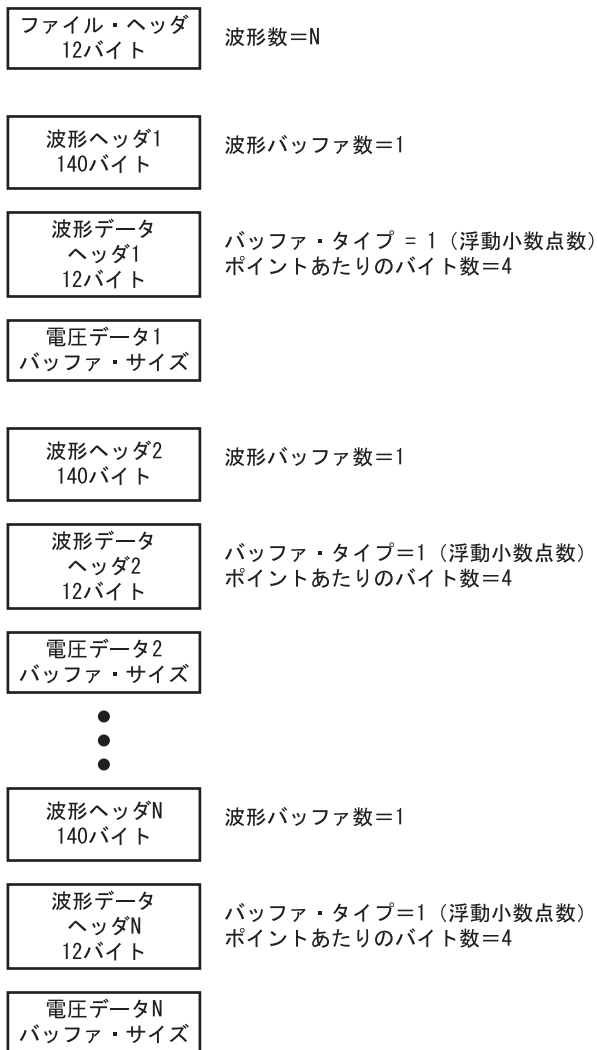 ファイル・ヘッダ
12バイト
波形数=N
波形ヘッダ1
140バイト
波形バッファ数=1
波形データ
ヘッダ1
12バイト
バッファ・タイプ = 1 (浮動小数点数)
ポイントあたりのバイト数=4
電圧データ1
バッファ・サイズ
波形ヘッダ2
140バイト
波形バッファ数=1
波形データ
ヘッダ2
12バイト
バッファ・タイプ=1 (浮動小数点数)
ポイントあたりのバイト数=4
電圧データ2
バッファ・サイズ
波形ヘッダN
140バイト
波形バッファ数=1
波形データ
ヘッダN
12バイト
バッファ・タイプ=1 (浮動小数点数)
ポイントあたりのバイト数=4
電圧データN
バッファ・サイズ